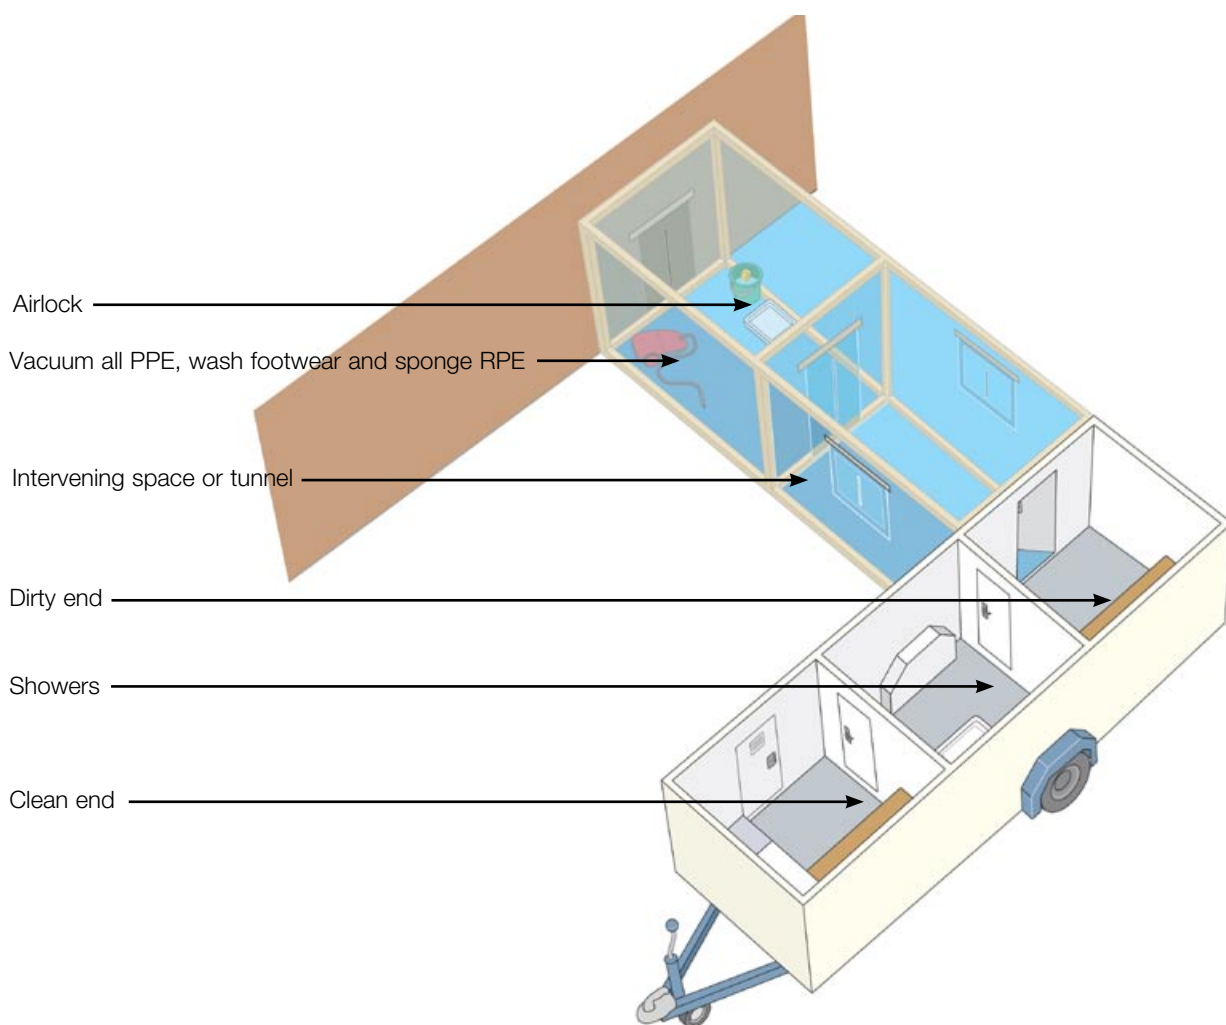 Airlock
Vacuum all PPE, wash footwear and sponge RPE
Intervening space or tunnel
Dirty end
Showers
Clean end